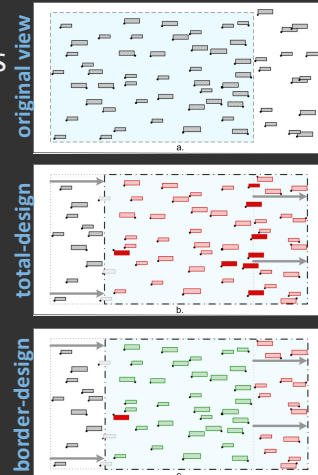 original view
a.
total-design
b.
border-design